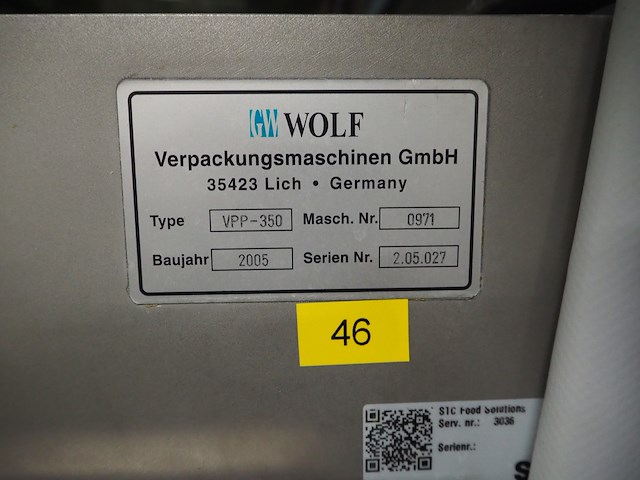 GW WOLF
Verpackungsmaschinen GmbH
35423 Lich • Germany
Type VPP-350 Masch. Nr. 0971
Baujahr 2005 Serien Nr. 2.05.027
46
STC Food Solutions
Serv. nr.: 3036
Serienr.:
S